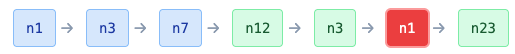 n1 → n3 → n7 → n12 → n3 → n1 → n23